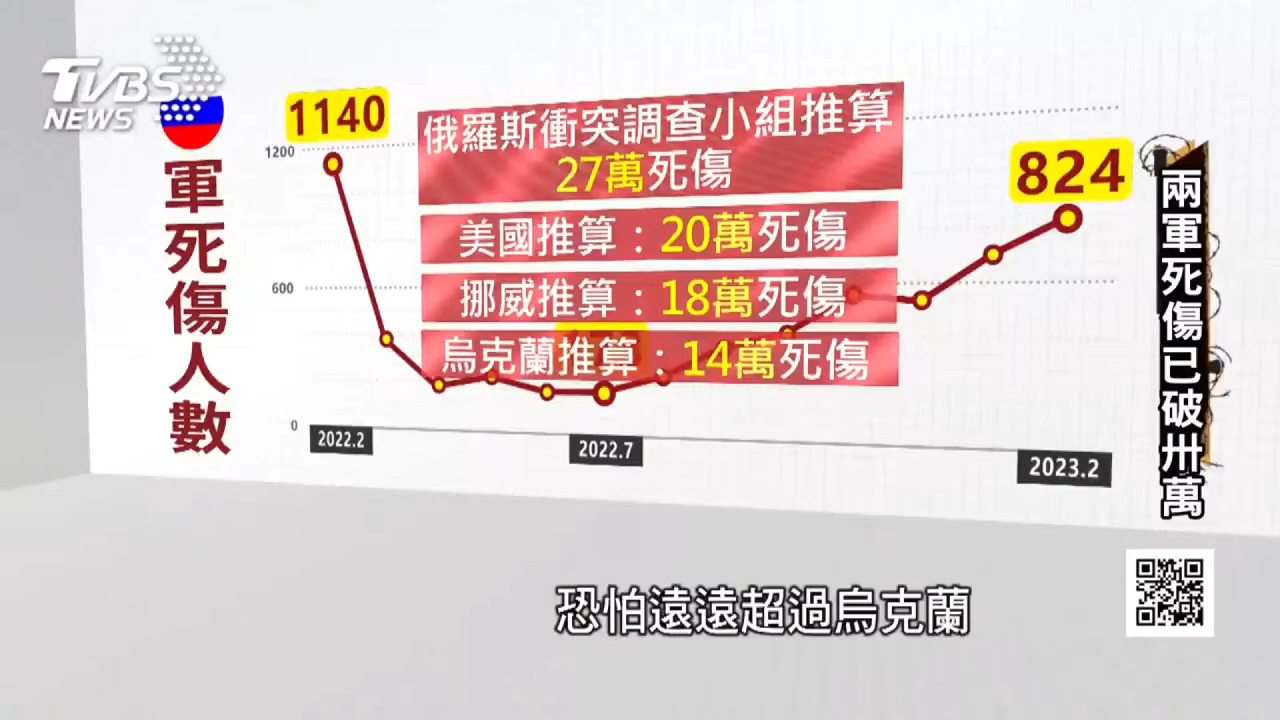 TVBS
NEWS
軍死傷人數
1140
1200
600
0
俄羅斯衝突調查小組推算
27萬死傷
美國推算：20萬死傷
挪威推算：18萬死傷
烏克蘭推算：14萬死傷
824
2022.2
2022.7
2023.2
兩軍死傷已破卅萬
恐怕遠遠超過烏克蘭